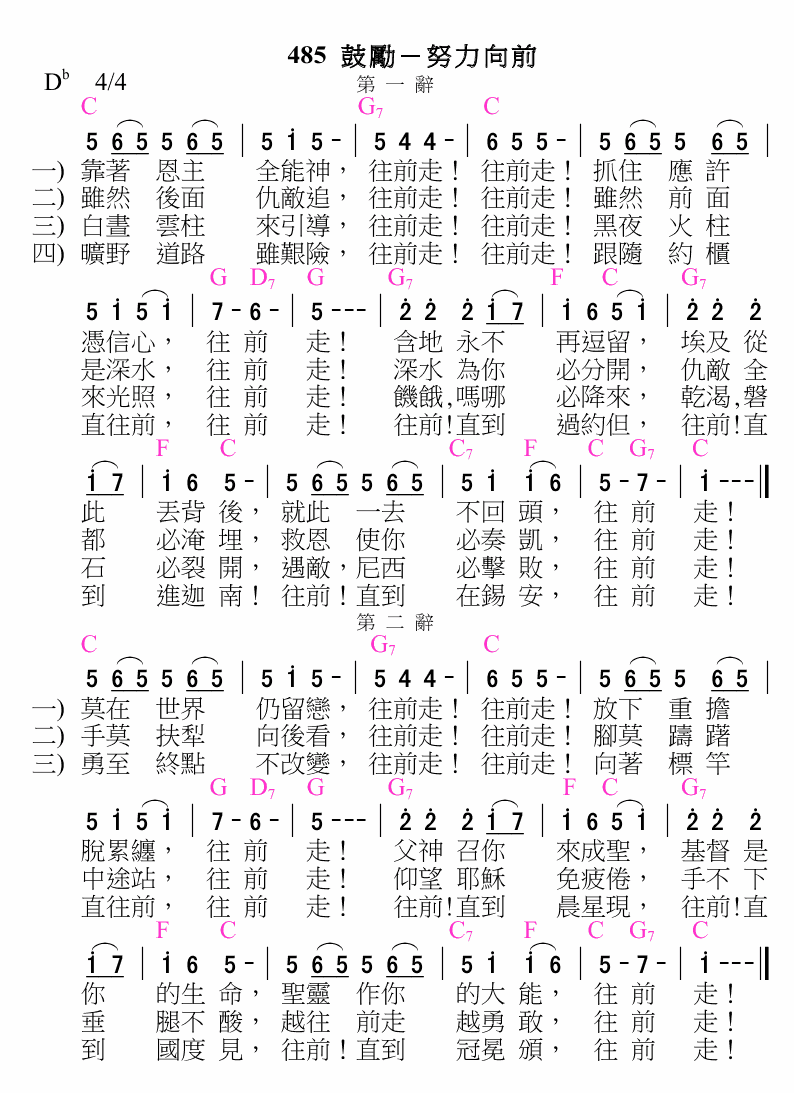 485 鼓勵－努力向前
Db 4/4 第 一 辭
C G7 C
5 6 5 5 6 5 | 5 i 5 - | 5 4 4 - | 6 5 5 - | 5 6 5 5 6 5 |
一) 靠著 恩主 全能神， 往前走！ 往前走！ 抓住 應 許
二) 雖然 後面 仇敵追， 往前走！ 往前走！ 雖然 前 面
三) 白晝 雲柱 來引導， 往前走！ 往前走！ 黑夜 火 柱
四) 曠野 道路 雖艱險， 往前走！ 往前走！ 跟隨 約 櫃
G D7 G G7 F C G7
5 i 5 i | 7 - 6 - | 5 - - - | 2̇ 2̇ 2̇ i 7 | i 6 5 i | 2̇ 2̇ 2̇
憑信心， 往 前 走！ 含地 永不 再逗留， 埃及 從
是深水， 往 前 走！ 深水 為你 必分開， 仇敵 全
來光照， 往 前 走！ 饑餓,嗎哪 必降來， 乾渴,磐
直往前， 往 前 走！ 往前!直到 過約但， 往前!直
F C C7 F C G7 C
i 7 | i 6 5 - | 5 6 5 5 6 5 | 5 i i 6 | 5 - 7 - | i - - - ‖
此 丟背 後， 就此 一去 不回 頭， 往 前 走！
都 必淹 埋， 救恩 使你 必奏 凱， 往 前 走！
石 必裂 開， 遇敵，尼西 必擊 敗， 往 前 走！
到 進迦 南！ 往前！直到 在錫 安， 往 前 走！
第 二 辭
C G7 C
5 6 5 5 6 5 | 5 i 5 - | 5 4 4 - | 6 5 5 - | 5 6 5 5 6 5 |
一) 莫在 世界 仍留戀， 往前走！ 往前走！ 放下 重 擔
二) 手莫 扶犁 向後看， 往前走！ 往前走！ 腳莫 躊 躇
三) 勇至 終點 不改變， 往前走！ 往前走！ 向著 標 竿
G D7 G G7 F C G7
5 i 5 i | 7 - 6 - | 5 - - - | 2̇ 2̇ 2̇ i 7 | i 6 5 i | 2̇ 2̇ 2̇
脫累纏， 往 前 走！ 父神 召你 來成聖， 基督 是
中途站， 往 前 走！ 仰望 耶穌 免疲倦， 手不 下
直往前， 往 前 走！ 往前!直到 晨星現， 往前!直
F C C7 F C G7 C
i 7 | i 6 5 - | 5 6 5 5 6 5 | 5 i i 6 | 5 - 7 - | i - - - ‖
你 的生 命， 聖靈 作你 的大 能， 往 前 走！
垂 腿不 酸， 越往 前走 越勇 敢， 往 前 走！
到 國度 見， 往前！直到 冠冕 頒， 往 前 走！